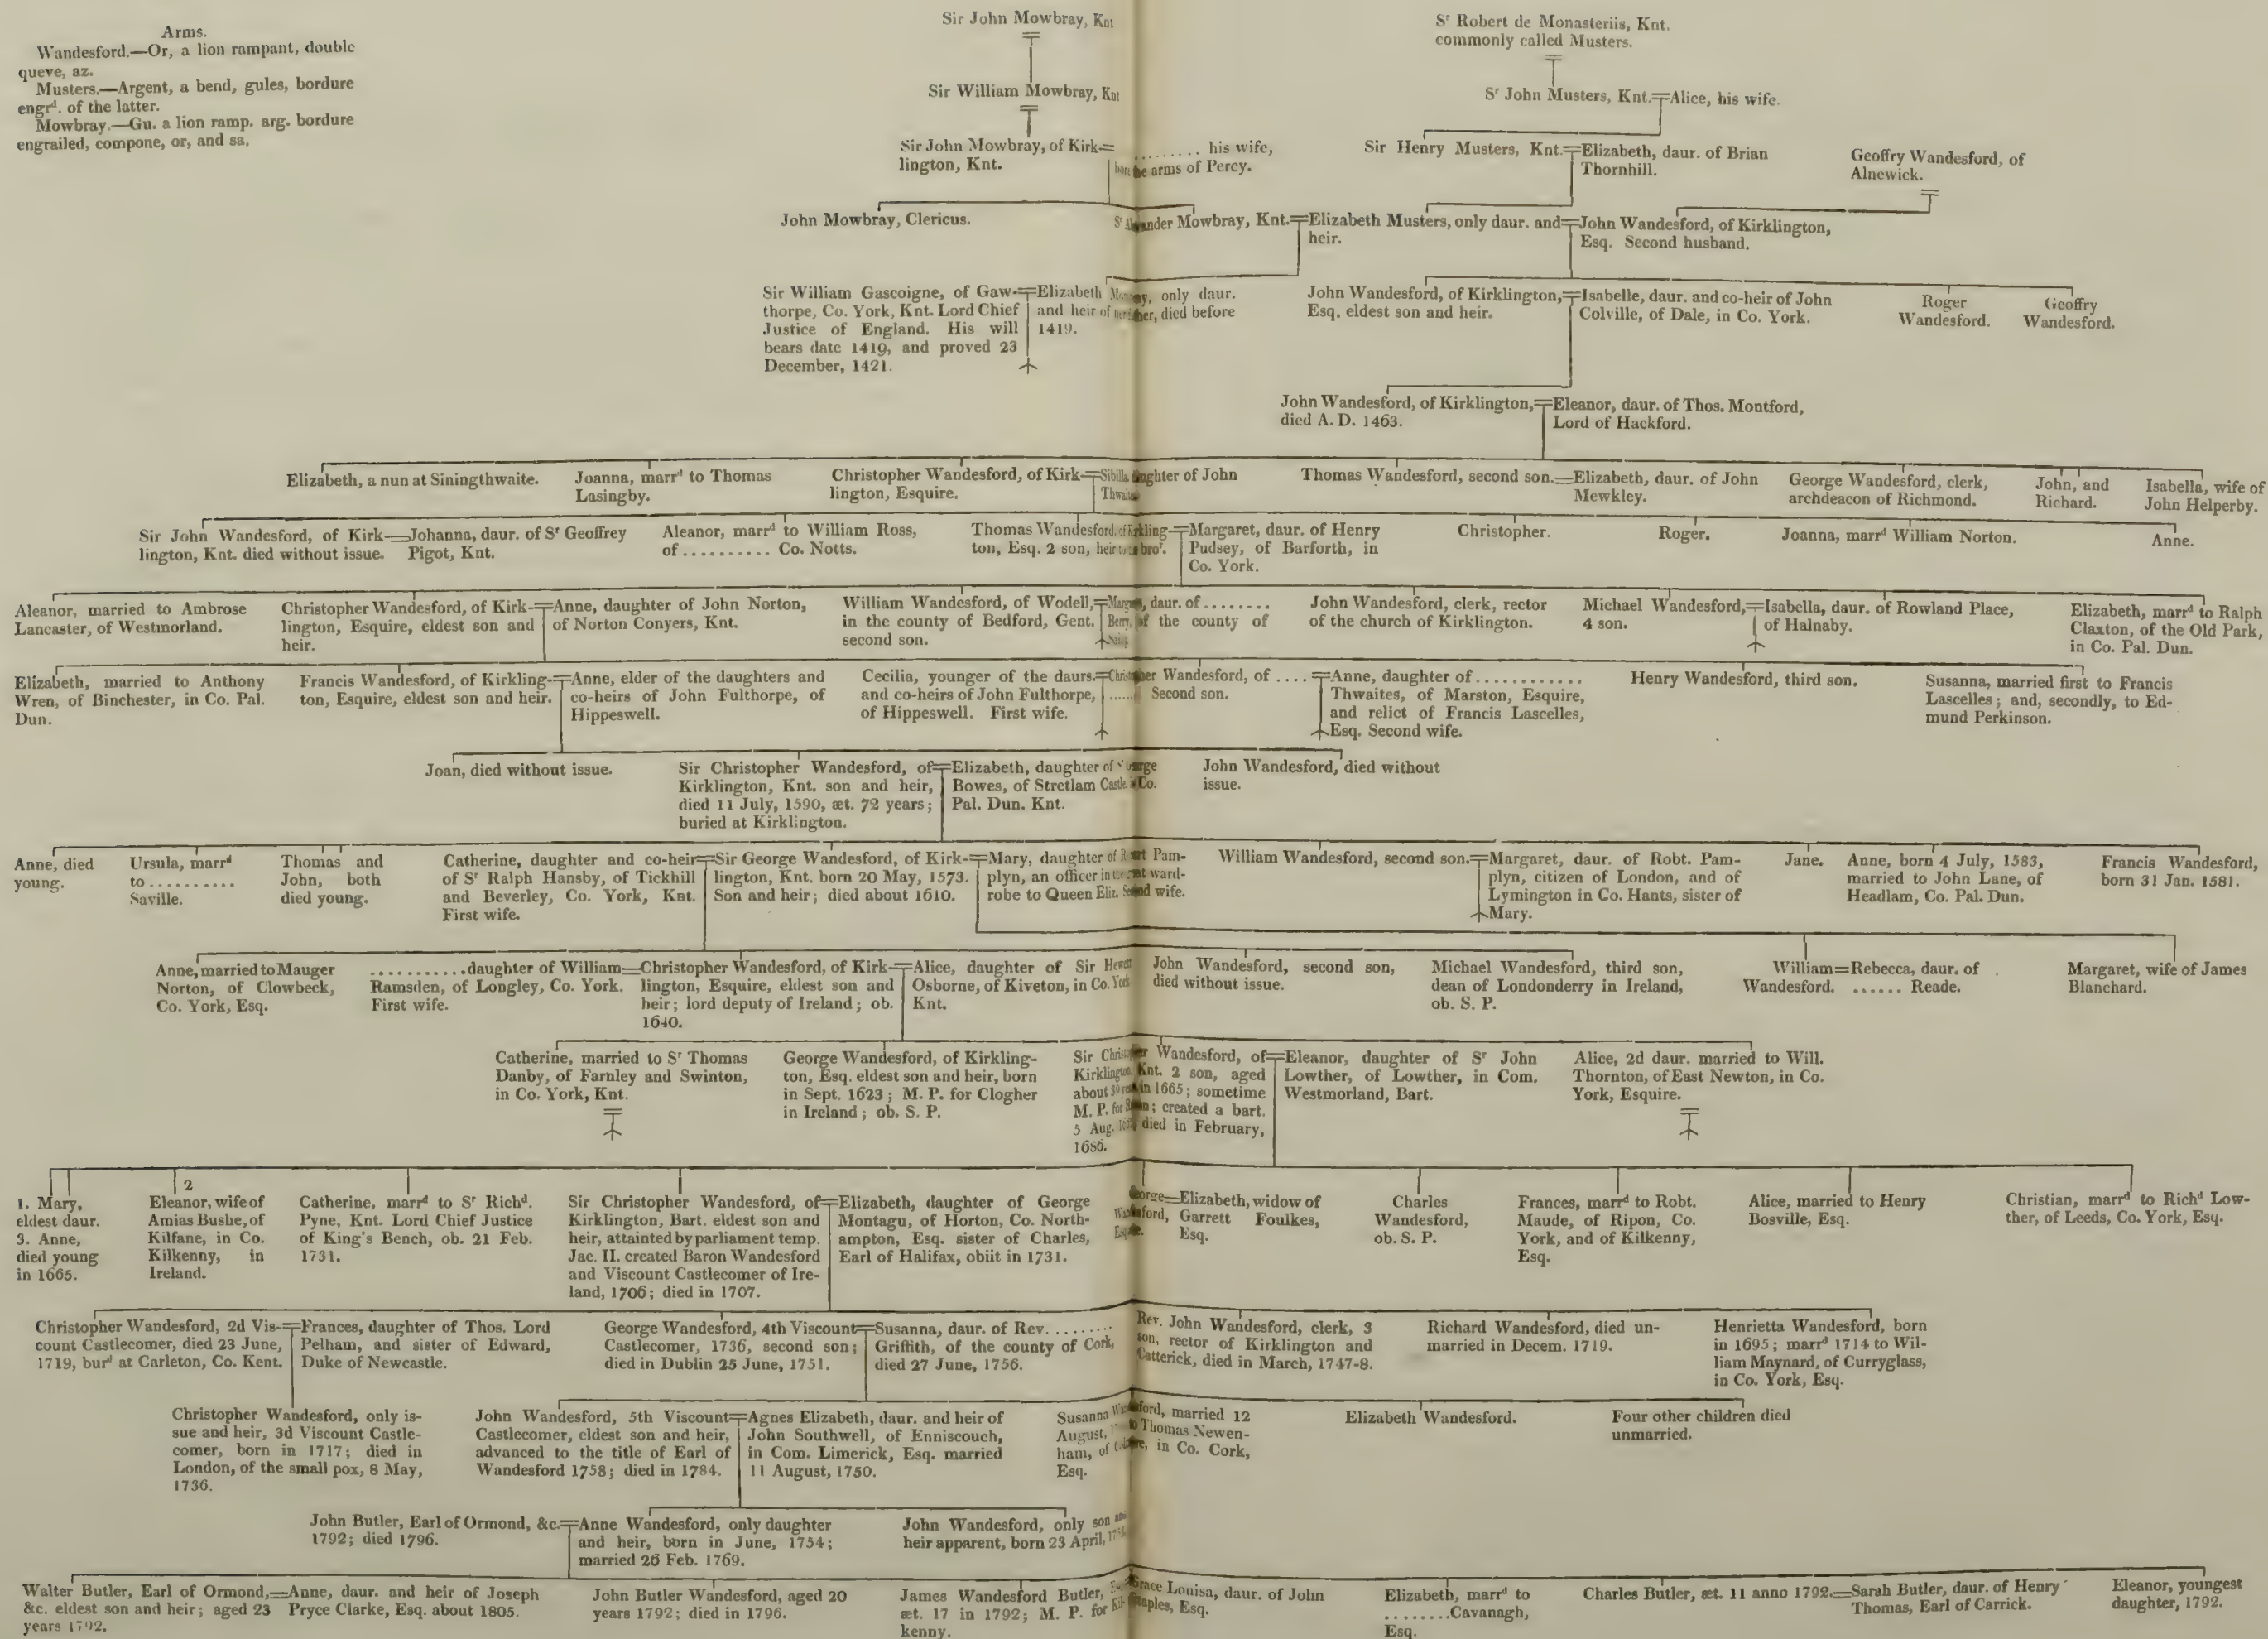 Arms.
Wandesford.—Or, a lion rampant, double
queve, az.
Musters.—Argent, a bend, gules, bordure
engrᵈ. of the latter.
Mowbray.—Gu. a lion ramp. arg. bordure
engrailed, compone, or, and sa.
Sir John Mowbray, Knt
Sʳ Robert de Monasteriis, Knt.
commonly called Musters.
Sir William Mowbray, Knt
Sʳ John Musters, Knt.=Alice, his wife.
Sir John Mowbray, of Kirk-
lington, Knt.
......... his wife,
bore the arms of Percy.
Sir Henry Musters, Knt.
Elizabeth, daur. of Brian
Thornhill.
Geoffry Wandesford, of
Alnewick.
John Mowbray, Clericus.
Sʳ Alexander Mowbray, Knt.
Elizabeth Musters, only daur. and
heir.
John Wandesford, of Kirklington,
Esq. Second husband.
Sir William Gascoigne, of Gaw-
thorpe, Co. York, Knt. Lord Chief
Justice of England. His will
bears date 1419, and proved 23
December, 1421.
Elizabeth Mowbray, only daur.
and heir of her father, died before
1419.
John Wandesford, of Kirklington,
Esq. eldest son and heir.
Isabelle, daur. and co-heir of John
Colville, of Dale, in Co. York.
Roger
Wandesford.
Geoffry
Wandesford.
John Wandesford, of Kirklington,
died A. D. 1463.
Eleanor, daur. of Thos. Montford,
Lord of Hackford.
Elizabeth, a nun at Siningthwaite.
Joanna, marrᵈ to Thomas
Lasingby.
Christopher Wandesford, of Kirk-
lington, Esquire.
Sibilla daughter of John
Thwaites
Thomas Wandesford, second son.
Elizabeth, daur. of John
Mewkley.
George Wandesford, clerk,
archdeacon of Richmond.
John, and
Richard.
Isabella, wife of
John Helperby.
Sir John Wandesford, of Kirk-
lington, Knt. died without issue.
Johanna, daur. of Sʳ Geoffrey
Pigot, Knt.
Aleanor, marrᵈ to William Ross,
of .......... Co. Notts.
Thomas Wandesford, of Kirkling-
ton, Esq. 2 son, heir to his broʳ.
Margaret, daur. of Henry
Pudsey, of Barforth, in
Co. York.
Christopher.
Roger.
Joanna, marrᵈ William Norton.
Anne.
Aleanor, married to Ambrose
Lancaster, of Westmorland.
Christopher Wandesford, of Kirk-
lington, Esquire, eldest son and
heir.
Anne, daughter of John Norton,
of Norton Conyers, Knt.
William Wandesford, of Wodell,
in the county of Bedford, Gent.
second son.
daur. of ........
Berry, of the county of
John Wandesford, clerk, rector
of the church of Kirklington.
Michael Wandesford,
4 son.
Isabella, daur. of Rowland Place,
of Halnaby.
Elizabeth, marrᵈ to Ralph
Claxton, of the Old Park,
in Co. Pal. Dun.
Elizabeth, married to Anthony
Wren, of Binchester, in Co. Pal.
Dun.
Francis Wandesford, of Kirkling-
ton, Esquire, eldest son and heir.
Anne, elder of the daughters and
co-heirs of John Fulthorpe, of
Hippeswell.
Cecilia, younger of the daurs.
and co-heirs of John Fulthorpe,
of Hippeswell. First wife.
Christopher Wandesford, of ....
...... Second son.
Anne, daughter of ............
Thwaites, of Marston, Esquire,
and relict of Francis Lascelles,
Esq. Second wife.
Henry Wandesford, third son.
Susanna, married first to Francis
Lascelles; and, secondly, to Ed-
mund Perkinson.
Joan, died without issue.
Sir Christopher Wandesford, of
Kirklington, Knt. son and heir,
died 11 July, 1590, æt. 72 years;
buried at Kirklington.
Elizabeth, daughter of Sʳ George
Bowes, of Stretlam Castle, Co.
Pal. Dun. Knt.
John Wandesford, died without
issue.
Anne, died
young.
Ursula, marrᵈ
to ..........
Saville.
Thomas and
John, both
died young.
Catherine, daughter and co-heir
of Sʳ Ralph Hansby, of Tickhill
and Beverley, Co. York, Knt.
First wife.
Sir George Wandesford, of Kirk-
lington, Knt. born 20 May, 1573.
Son and heir; died about 1610.
Mary, daughter of Robert Pam-
plyn, an officer in the great ward-
robe to Queen Eliz. Second wife.
William Wandesford, second son.
Margaret, daur. of Robt. Pam-
plyn, citizen of London, and of
Lymington in Co. Hants, sister of
Mary.
Jane.
Anne, born 4 July, 1583,
married to John Lane, of
Headlam, Co. Pal. Dun.
Francis Wandesford,
born 31 Jan. 1581.
Anne, married to Mauger
Norton, of Clowbeck,
Co. York, Esq.
...........daughter of William
Ramsden, of Longley, Co. York.
First wife.
Christopher Wandesford, of Kirk-
lington, Esquire, eldest son and
heir; lord deputy of Ireland; ob.
1640.
Alice, daughter of Sir Hewett
Osborne, of Kiveton, in Co. York
Knt.
John Wandesford, second son,
died without issue.
Michael Wandesford, third son,
dean of Londonderry in Ireland,
ob. S. P.
William
Wandesford.
Rebecca, daur. of
...... Reade.
Margaret, wife of James
Blanchard.
Catherine, married to Sʳ Thomas
Danby, of Farnley and Swinton,
in Co. York, Knt.
George Wandesford, of Kirkling-
ton, Esq. eldest son and heir, born
in Sept. 1623; M. P. for Clogher
in Ireland; ob. S. P.
Sir Christopher Wandesford, of
Kirklington, Knt. 2 son, aged
about in 1665; sometime
M. P. for Ripon; created a bart.
5 Aug. died in February,
1686.
Eleanor, daughter of Sʳ John
Lowther, of Lowther, in Com.
Westmorland, Bart.
Alice, 2d daur. married to Will.
Thornton, of East Newton, in Co.
York, Esquire.
1. Mary,
eldest daur.
3. Anne,
died young
in 1665.
2
Eleanor, wife of
Amias Bushe, of
Kilfane, in Co.
Kilkenny, in
Ireland.
Catherine, marrᵈ to Sʳ Richᵈ.
Pyne, Knt. Lord Chief Justice
of King's Bench, ob. 21 Feb.
1731.
Sir Christopher Wandesford, of
Kirklington, Bart. eldest son and
heir, attainted by parliament temp.
Jac. II. created Baron Wandesford
and Viscount Castlecomer of Ire-
land, 1706; died in 1707.
Elizabeth, daughter of George
Montagu, of Horton, Co. North-
ampton, Esq. sister of Charles,
Earl of Halifax, obiit in 1731.
George
Wandesford,
Esquire.
Elizabeth, widow of
Garrett Foulkes,
Esq.
Charles
Wandesford,
ob. S. P.
Frances, marrᵈ to Robt.
Maude, of Ripon, Co.
York, and of Kilkenny,
Esq.
Alice, married to Henry
Bosville, Esq.
Christian, marrᵈ to Richᵈ Low-
ther, of Leeds, Co. York, Esq.
Christopher Wandesford, 2d Vis-
count Castlecomer, died 23 June,
1719, burᵈ at Carleton, Co. Kent.
Frances, daughter of Thos. Lord
Pelham, and sister of Edward,
Duke of Newcastle.
George Wandesford, 4th Viscount
Castlecomer, 1736, second son;
died in Dublin 25 June, 1751.
Susanna, daur. of Rev. ........
Griffith, of the county of Cork,
died 27 June, 1756.
Rev. John Wandesford, clerk, 3
son, rector of Kirklington and
Catterick, died in March, 1747-8.
Richard Wandesford, died un-
married in Decem. 1719.
Henrietta Wandesford, born
in 1695; marrᵈ 1714 to Wil-
liam Maynard, of Curryglass,
in Co. York, Esq.
Christopher Wandesford, only is-
sue and heir, 3d Viscount Castle-
comer, born in 1717; died in
London, of the small pox, 8 May,
1736.
John Wandesford, 5th Viscount
Castlecomer, eldest son and heir,
advanced to the title of Earl of
Wandesford 1758; died in 1784.
Agnes Elizabeth, daur. and heir of
John Southwell, of Enniscouch,
in Com. Limerick, Esq. married
11 August, 1750.
Susanna Wandesford, married 12
August, to Thomas Newen-
ham, of in Co. Cork,
Esq.
Elizabeth Wandesford.
Four other children died
unmarried.
John Butler, Earl of Ormond, &c.
1792; died 1796.
Anne Wandesford, only daughter
and heir, born in June, 1754;
married 26 Feb. 1769.
John Wandesford, only son and
heir apparent, born 23 April,
Walter Butler, Earl of Ormond,
&c. eldest son and heir; aged 23
years 1792.
Anne, daur. and heir of Joseph
Pryce Clarke, Esq. about 1805.
John Butler Wandesford, aged 20
years 1792; died in 1796.
James Wandesford Butler, Esq.
æt. 17 in 1792; M. P. for Kil-
kenny.
Grace Louisa, daur. of John
Staples, Esq.
Elizabeth, marrᵈ to
........Cavanagh,
Esq.
Charles Butler, æt. 11 anno 1792.
Sarah Butler, daur. of Henry
Thomas, Earl of Carrick.
Eleanor, youngest
daughter, 1792.